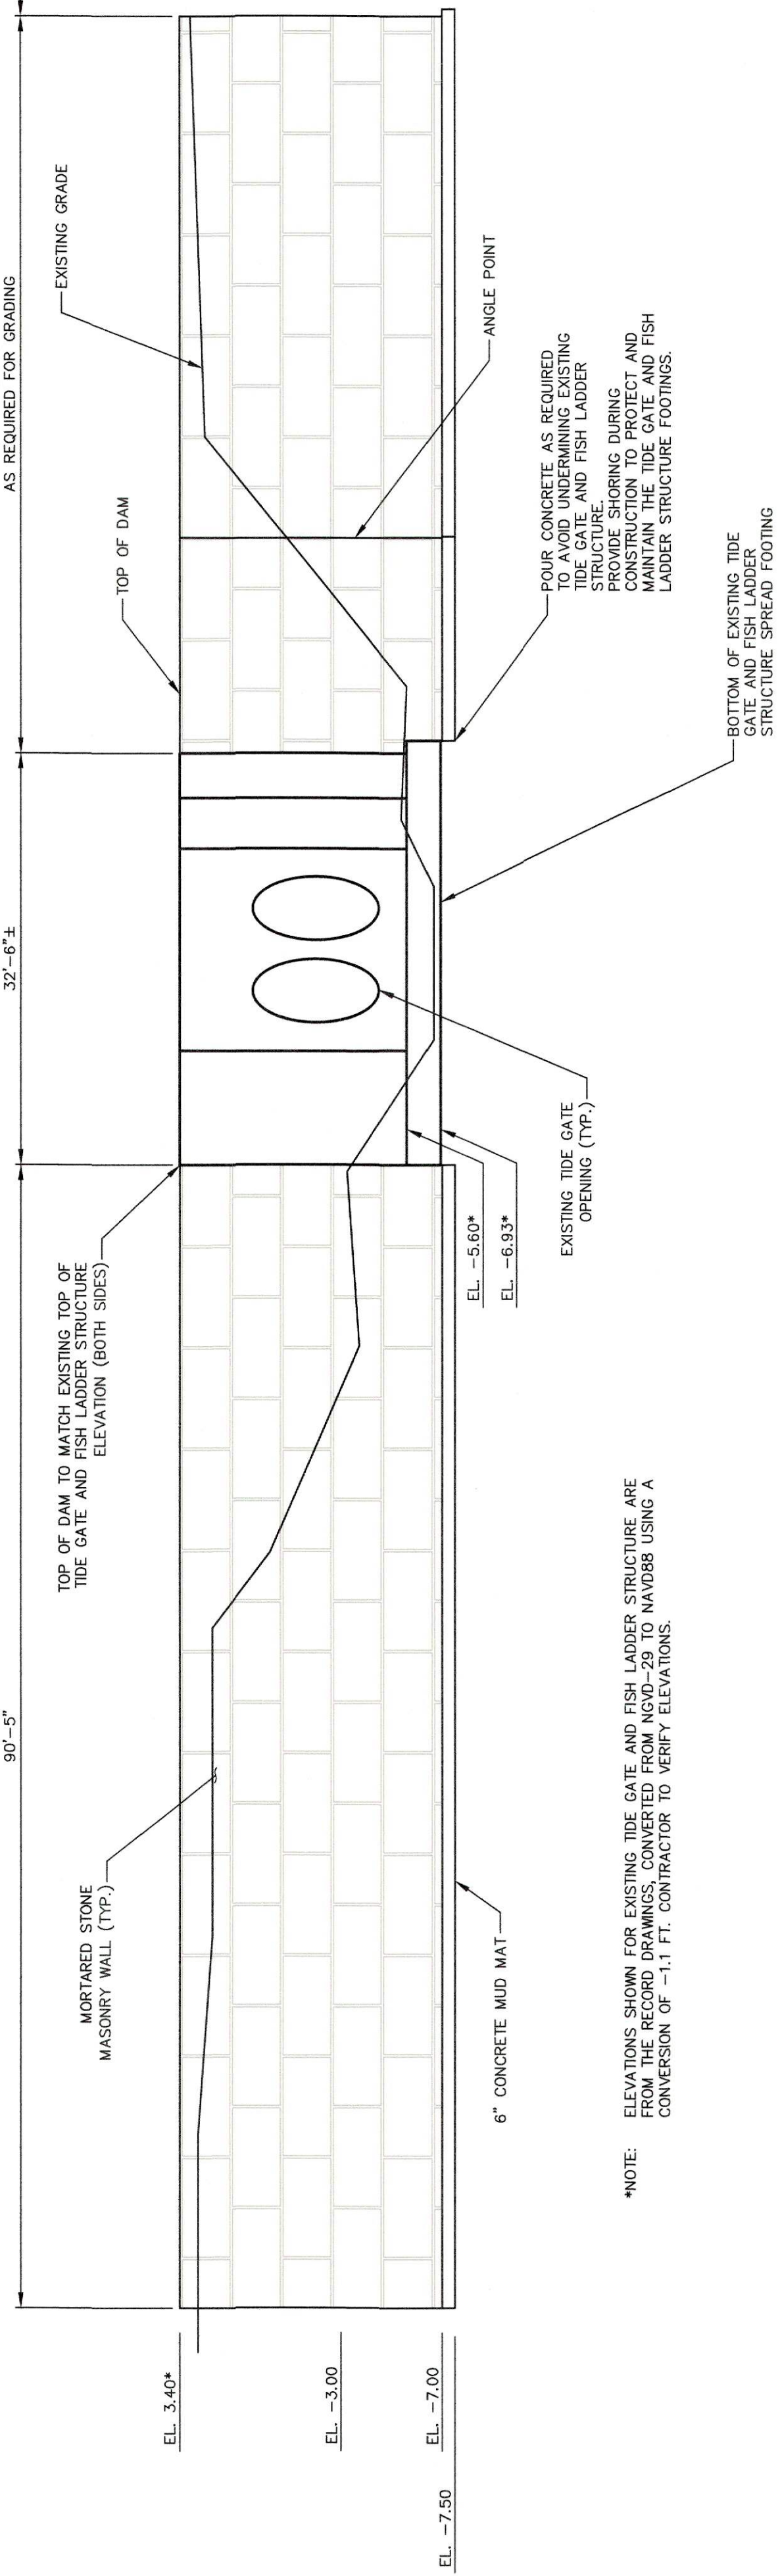 90'-5"
32'-6"±
AS REQUIRED FOR GRADING
TOP OF DAM TO MATCH EXISTING TOP OF
TIDE GATE AND FISH LADDER STRUCTURE
ELEVATION (BOTH SIDES)
MORTARED STONE
MASONRY WALL (TYP.)
TOP OF DAM
EXISTING GRADE
EL. 3.40*
EL. -3.00
EL. -7.00
EL. -7.50
6" CONCRETE MUD MAT
EL. -5.60*
EL. -6.93*
EXISTING TIDE GATE
OPENING (TYP.)
ANGLE POINT
POUR CONCRETE AS REQUIRED
TO AVOID UNDERMINING EXISTING
TIDE GATE AND FISH LADDER
STRUCTURE.
PROVIDE SHORING DURING
CONSTRUCTION TO PROTECT AND
MAINTAIN THE TIDE GATE AND FISH
LADDER STRUCTURE FOOTINGS.
BOTTOM OF EXISTING TIDE
GATE AND FISH LADDER
STRUCTURE SPREAD FOOTING
*NOTE: ELEVATIONS SHOWN FOR EXISTING TIDE GATE AND FISH LADDER STRUCTURE ARE
FROM THE RECORD DRAWINGS, CONVERTED FROM NGVD-29 TO NAVD88 USING A
CONVERSION OF -1.1 FT. CONTRACTOR TO VERIFY ELEVATIONS.